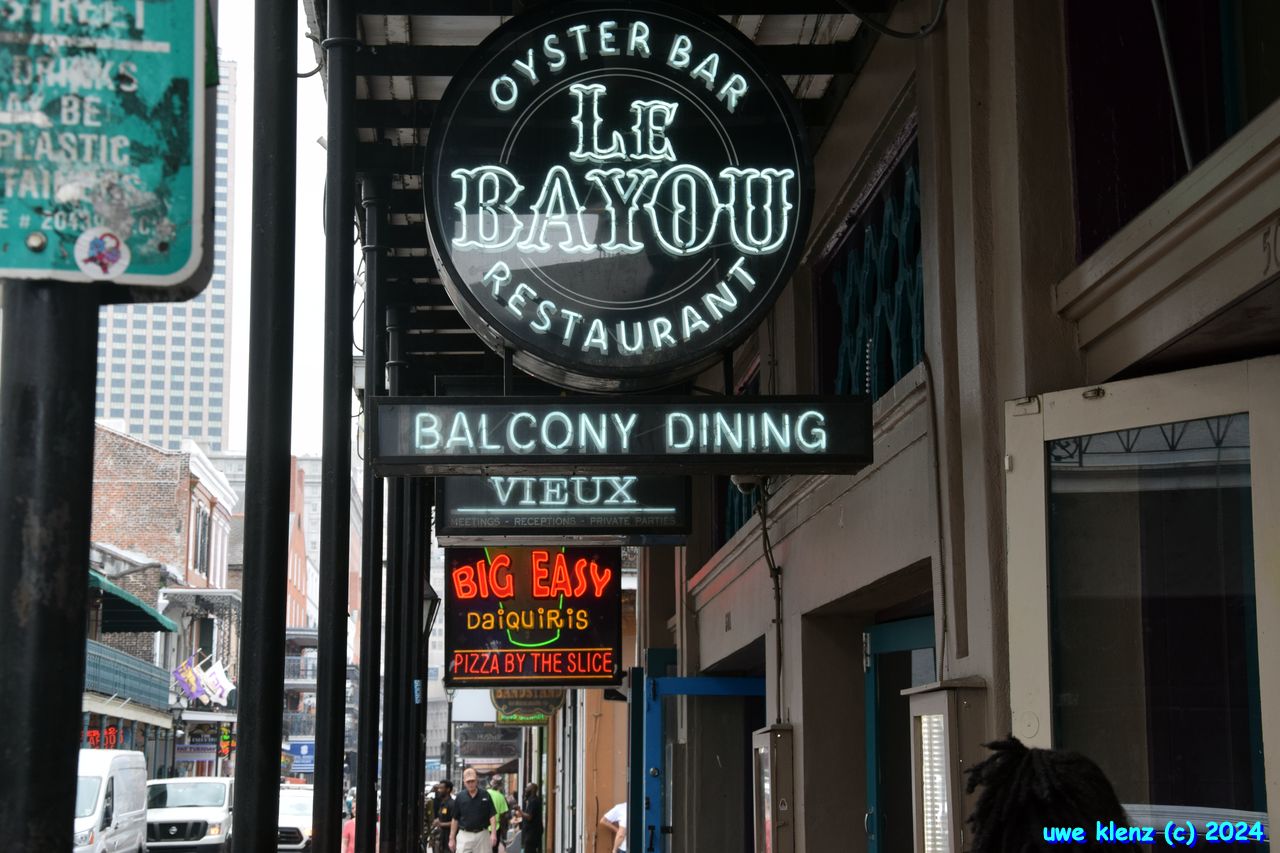 STREET
DRINKS
BE
PLASTIC
OYSTER BAR
LE
BAYOU
RESTAURANT
BALCONY DINING
VIEUX
MEETINGS - RECEPTIONS - PRIVATE PARTIES
BIG EASY
DaiquiRis
PIZZA BY THE SLICE
BANDSTAND
uwe klenz (c) 2024